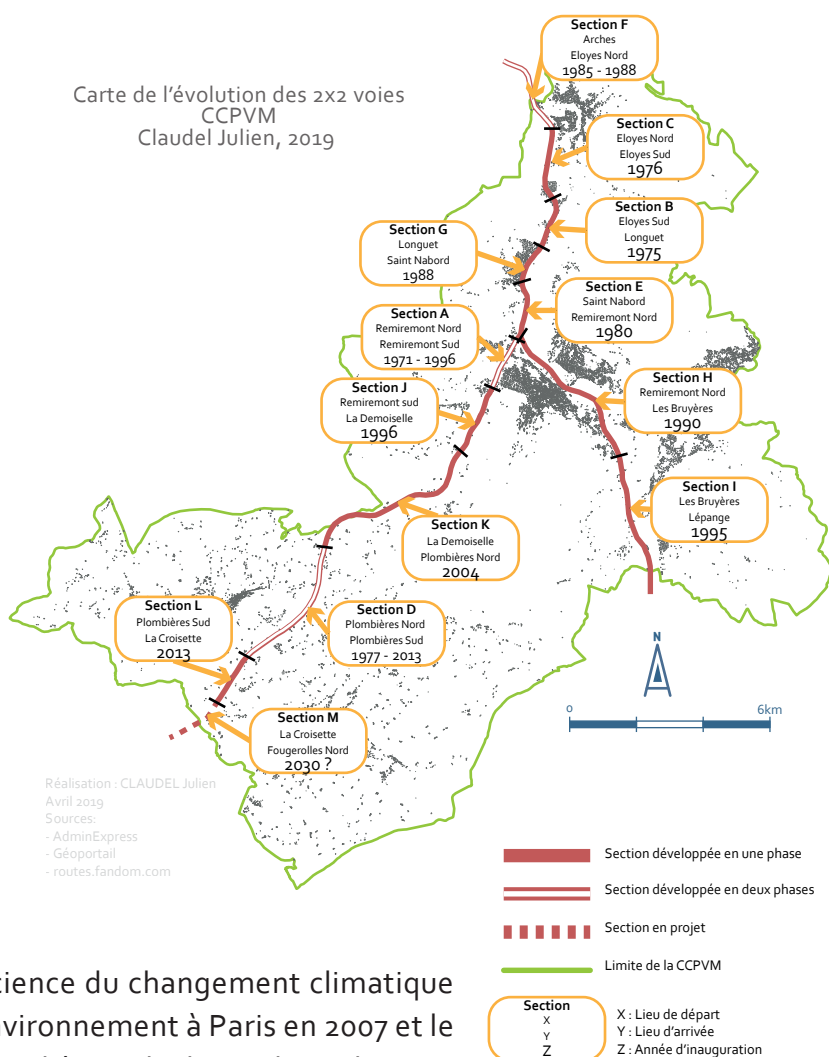 Carte de l'évolution des 2x2 voies
CCPVM
Claudel Julien, 2019
Section F
Arches
Eloyes Nord
1985 - 1988
Section C
Eloyes Nord
Eloyes Sud
1976
Section B
Eloyes Sud
Longuet
1975
Section G
Longuet
Saint Nabord
1988
Section E
Saint Nabord
Remiremont Nord
1980
Section A
Remiremont Nord
Remiremont Sud
1971 - 1996
Section J
Remiremont sud
La Demoiselle
1996
Section H
Remiremont Nord
Les Bruyères
1990
Section I
Les Bruyères
Lépange
1995
Section K
La Demoiselle
Plombières Nord
2004
Section L
Plombières Sud
La Croisette
2013
Section D
Plombières Nord
Plombières Sud
1977 - 2013
Section M
La Croisette
Fougerolles Nord
2030 ?
N
0 6km
Réalisation : CLAUDEL Julien
Avril 2019
Sources:
- AdminExpress
- Géoportail
- routes.fandom.com
Section développée en une phase
Section développée en deux phases
Section en projet
Limite de la CCPVM
Section
X
Y
Z
X : Lieu de départ
Y : Lieu d'arrivée
Z : Année d'inauguration
cience du changement climatique
nvironnement à Paris en 2007 et le